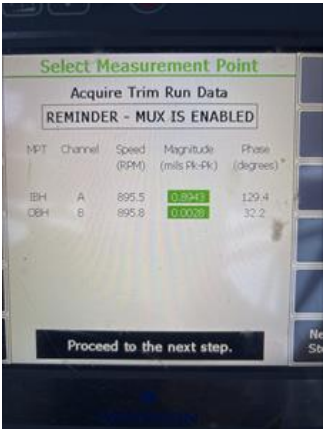 Select Measurement Point
Acquire Trim Run Data
REMINDER - MUX IS ENABLED
MPT Channel Speed Magnitude Phase
(RPM) (mils Pk-Pk) (degrees)
IBH A 895.5 0.8943 129.4
OBH B 895.8 0.0028 32.2
Proceed to the next step.